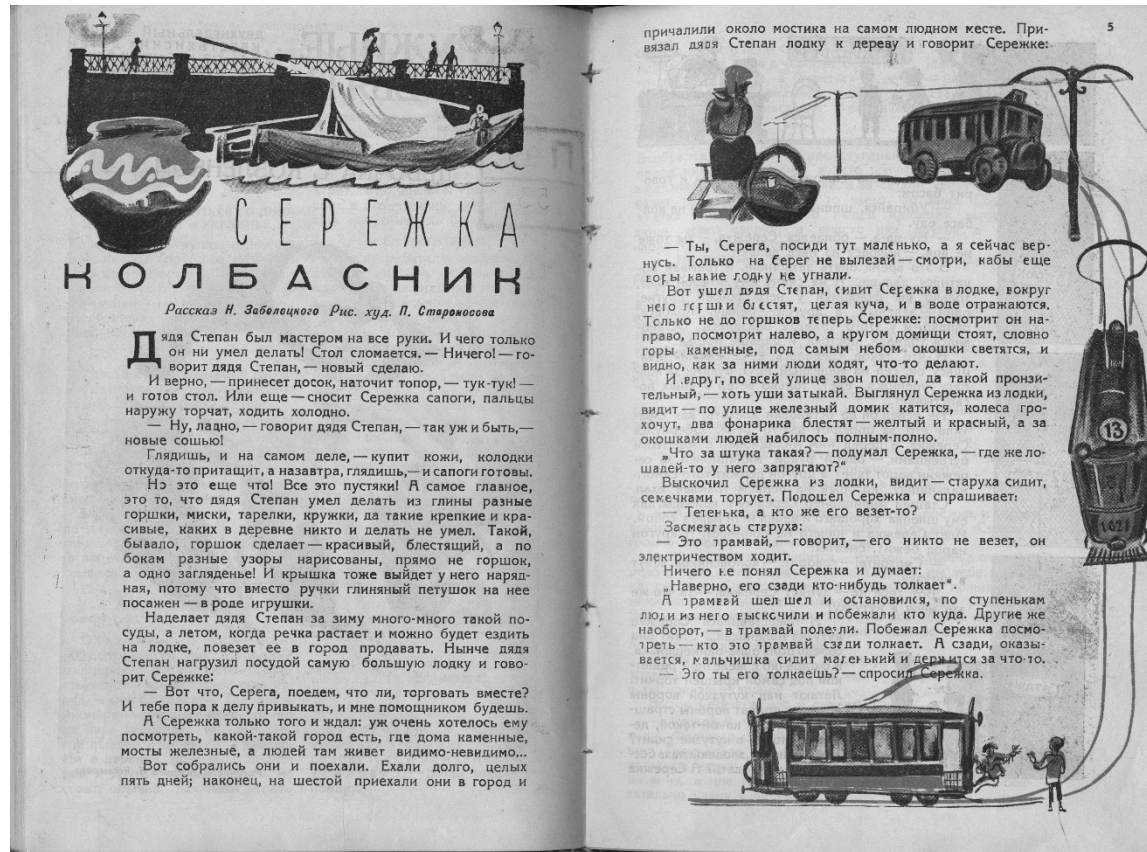 СЕРЕЖКА
КОЛБАСНИК
Рассказ Н. Заболоцкого Рис. худ. П. Староносова
Дядя Степан был мастером на все руки. И чего только
он ни умел делать! Стол сломается. — Ничего! — го-
ворит дядя Степан, — новый сделаю.
И верно, — принесет досок, наточит топор, — тук-тук! —
и готов стол. Или еще — сносит Сережка сапоги, пальцы
наружу торчат, ходить холодно.
— Ну, ладно, — говорит дядя Степан, — так уж и быть, —
новые сошью!
Глядишь, и на самом деле, — купит кожи, колодки
откуда-то притащит, а назавтра, глядишь, — и сапоги готовы.
Но это еще что! Все это пустяки! А самое главное,
это то, что дядя Степан умел делать из глины разные
горшки, миски, тарелки, кружки, да такие крепкие и кра-
сивые, каких в деревне никто и делать не умел. Такой,
бывало, горшок сделает — красивый, блестящий, а по
бокам разные узоры нарисованы, прямо не горшок,
а одно загляденье! И крышка тоже выйдет у него наряд-
ная, потому что вместо ручки глиняный петушок на нее
посажен — в роде игрушки.
Наделает дядя Степан за зиму много-много такой по-
суды, а летом, когда речка растает и можно будет ездить
на лодке, повезет ее в город продавать. Нынче дядя
Степан нагрузил посудой самую большую лодку и гово-
рит Сережке:
— Вот что, Серега, поедем, что ли, торговать вместе?
И тебе пора к делу привыкать, и мне помощником будешь.
А Сережка только того и ждал: уж очень хотелось ему
посмотреть, какой-такой город есть, где дома каменные,
мосты железные, а людей там живет видимо-невидимо...
Вот собрались они и поехали. Ехали долго, целых
пять дней; наконец, на шестой приехали они в город и
5
причалили около мостика на самом людном месте. При-
вязал дядя Степан лодку к дереву и говорит Сережке:
— Ты, Серега, посиди тут маленько, а я сейчас вер-
нусь. Только на берег не вылезай — смотри, кабы еще
воры какие лодку не угнали.
Вот ушел дядя Степан, сидит Сережка в лодке, вокруг
него горшки блестят, целая куча, и в воде отражаются.
Только не до горшков теперь Сережке: посмотрит он на-
право, посмотрит налево, а кругом домищи стоят, словно
горы каменные, под самым небом окошки светятся, и
видно, как за ними люди ходят, что-то делают.
И вдруг, по всей улице звон пошел, да такой пронзи-
тельный, — хоть уши затыкай. Выглянул Сережка из лодки,
видит — по улице железный домик катится, колеса гро-
хочут, два фонарика блестят — желтый и красный, а за
окошками людей набилось полным-полно.
„Что за штука такая? — подумал Сережка, — где же ло-
шадей-то у него запрягают?“
Выскочил Сережка из лодки, видит — старуха сидит,
семечками торгует. Подошел Сережка и спрашивает:
— Тетенька, а кто же его везет-то?
Засмеялась старуха:
— Это трамвай, — говорит, — его никто не везет, он
электричеством ходит.
Ничего не понял Сережка и думает:
„Наверно, его сзади кто-нибудь толкает“.
А трамвай шел шел и остановился, по ступенькам
люди из него выскочили и побежали кто куда. Другие же
наоборот, — в трамвай полезли. Побежал Сережка посмо-
треть — кто это трамвай сзади толкает. А сзади, оказы-
вается, мальчишка сидит маленький и держится за что-то.
— Это ты его толкаешь? — спросил Сережка.
13
1621